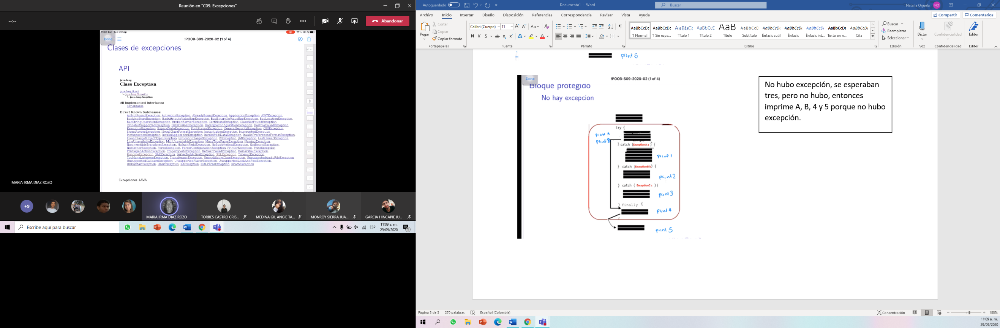 Reunión en "C09. Excepciones"
--:--
Abandonar
11:08 AM Tue 29 Sep
83 %
Done
!POOB-S09-2020-02 (1 of 4)
Clases de excepciones
API
java.lang
Class Exception
java.lang.Object
java.lang.Throwable
java.lang.Exception
All Implemented Interfaces:
Serializable
Direct Known Subclasses:
AclNotFoundException, ActivationException, AlreadyBoundException, ApplicationException, AWTException,
BackingStoreException, BadAttributeValueExpException, BadBinaryOpValueExpException, BadLocationException,
BadStringOperationException, BrokenBarrierException, CertificateException, ClassNotFoundException,
CloneNotSupportedException, DataFormatException, DatatypeConfigurationException, DestroyFailedException,
ExecutionException, ExpandVetoException, FontFormatException, GeneralSecurityException, GSSException,
IllegalAccessException, IllegalClassFormatException, InstantiationException, InterruptedException,
IntrospectionException, InvalidApplicationException, InvalidMidiDataException, InvalidPreferencesFormatException,
InvalidTargetObjectTypeException, InvocationTargetException, IOException, JMException, LastOwnerException,
LineUnavailableException, MidiUnavailableException, MimeTypeParseException, NamingException,
NoninvertibleTransformException, NoSuchFieldException, NoSuchMethodException, NotBoundException,
NotOwnerException, ParseException, ParserConfigurationException, PrinterException, PrintException,
PrivilegedActionException, PropertyVetoException, RefreshFailedException, RemarshalException,
RuntimeException, SAXException, ServerNotActiveException, SQLException, TimeoutException,
TooManyListenersException, TransformerException, UnmodifiableClassException, UnsupportedAudioFileException,
UnsupportedCallbackException, UnsupportedFlavorException, UnsupportedLookAndFeelException,
URISyntaxException, UserException, XAException, XMLParseException, XPathException
Excepciones JAVA
MARIA IRMA DIAZ ROZO
+9
MARIA IRMA DIAZ ROZO
TORRES CASTRO CRIS...
MEDINA GIL ANGIE TA...
MONROY SIERRA JUA...
GARCIA HINCAPIE JU...
Escribe aquí para buscar
ESP
11:09 a. m.
29/09/2020
1
Autoguardado
Documento1 - Word
Buscar
Natalia Orjuela
NO
Archivo Inicio Insertar Diseño Disposición Referencias Correspondencia Revisar Vista Ayuda
Compartir
Comentarios
Pegar
Cortar
Copiar
Copiar formato
Portapapeles
Calibri (Cuerpo) 11
N K S
Fuente
Párrafo
AaBbCcDc AaBbCcDc AaBbCc AaBbCcE AaB AaBbCcD AaBbCcDc AaBbCcDc AaBbCcDc AaBbCcDc AaBbCcDc
¶ Normal ¶ Sin espa... Título 1 Título 2 Título Subtítulo Énfasis sutil Énfasis Énfasis int... Texto en n... Cita
Estilos
Buscar
Reemplazar
Seleccionar
Edición
Dictar
Voz
Confidencialidad
Confidencialidad
Editor
Editor
print 5
Done
!POOB-S09-2020-02 (1 of 4)
Bloque protegido
No hay excepcion
try {
print A
print B
} catch (ExceptionA a ) {
print 1
} catch (ExceptionB b) {
print 2
} catch ( ExceptionC c ) {
print 3
} finally {
print 4
print 5
No hubo excepción, se esperaban
tres, pero no hubo, entonces
imprime A, B, 4 y 5 porque no hubo
excepción.
Página 3 de 3 270 palabras Español (Colombia)
Concentración
188%
11:09 a. m.
29/09/2020